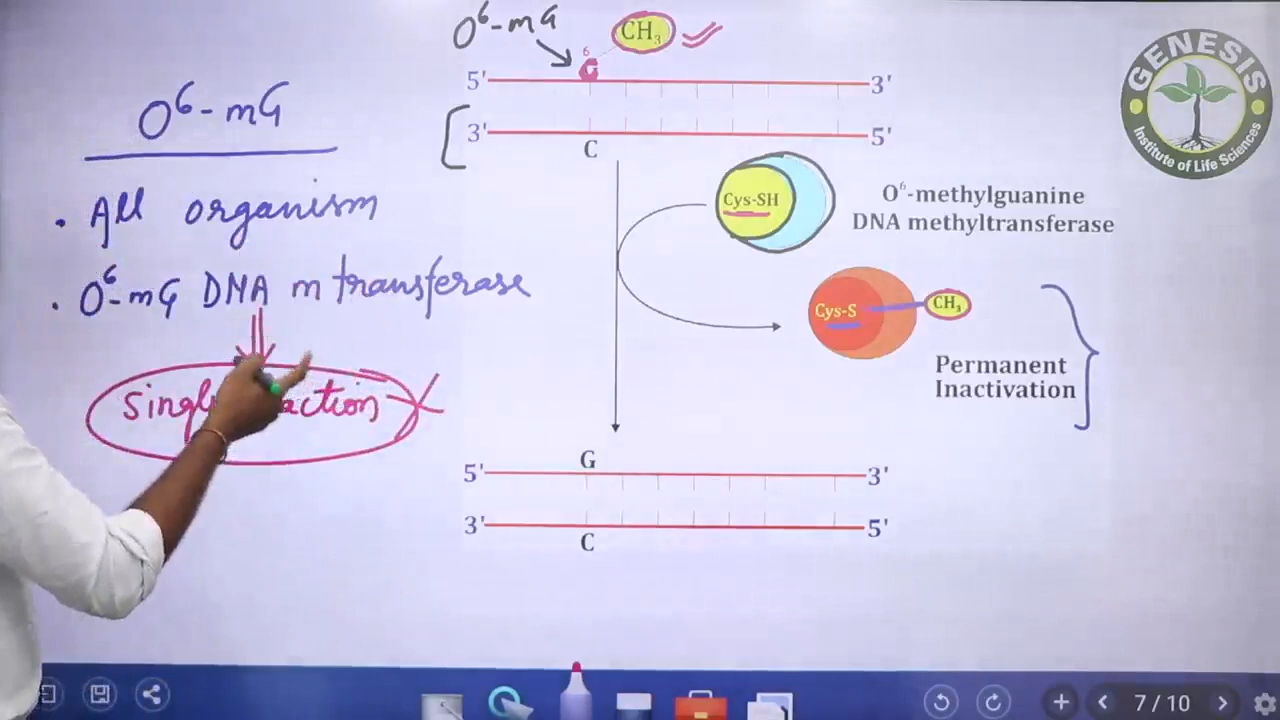 O⁶-mG
CH₃
6
G
5' 3'
3' 5'
C
O⁶-mG
. All organism
. O⁶-mG DNA m transferase
Cys-SH
O⁶-methylguanine
DNA methyltransferase
Cys-S
CH₃
Permanent
Inactivation
G
5' 3'
3' 5'
C
GENESIS
Institute of Life Sciences
7 / 10